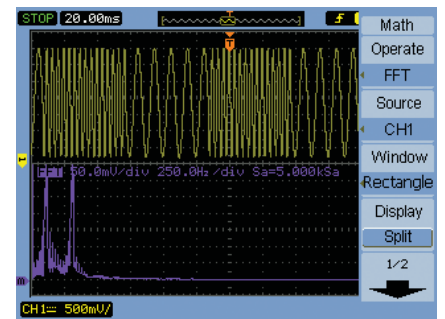 STOP 20.00ms
T
Math
Operate
FFT
Source
CH1
FFT 50.0mV/div 250.0Hz/div Sa=5.000kSa
Window
Rectangle
Display
Split
M
1/2
CH1 500mV/